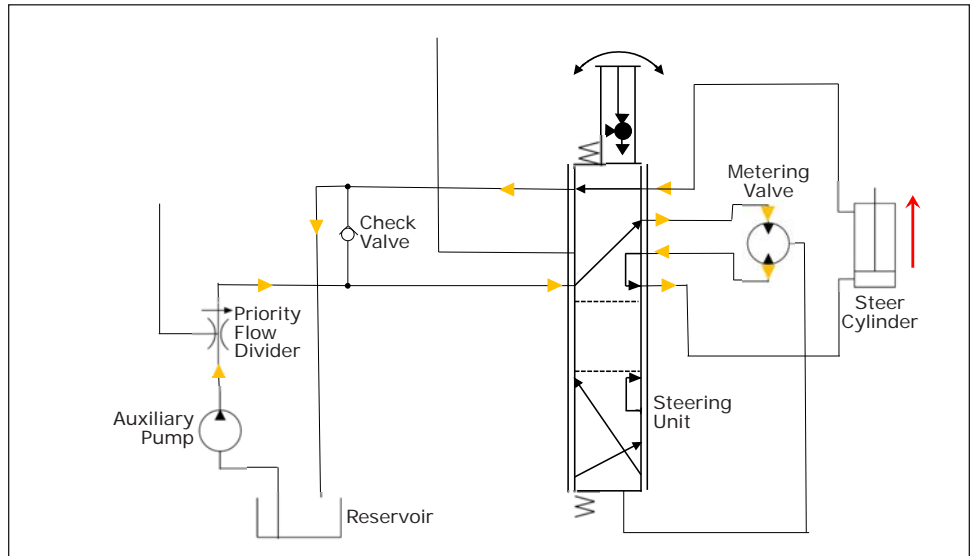 Metering
Valve
Check
Valve
Priority
Flow
Divider
Steer
Cylinder
Auxiliary
Pump
Steering
Unit
Reservoir